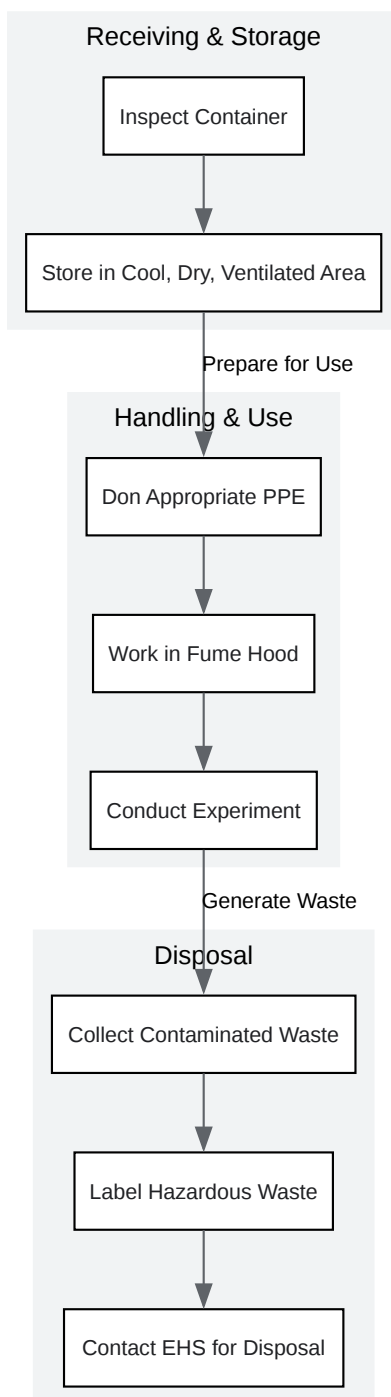 Receiving & Storage
Inspect Container
Store in Cool, Dry, Ventilated Area
Prepare for Use
Handling & Use
Don Appropriate PPE
Work in Fume Hood
Conduct Experiment
Generate Waste
Disposal
Collect Contaminated Waste
Label Hazardous Waste
Contact EHS for Disposal